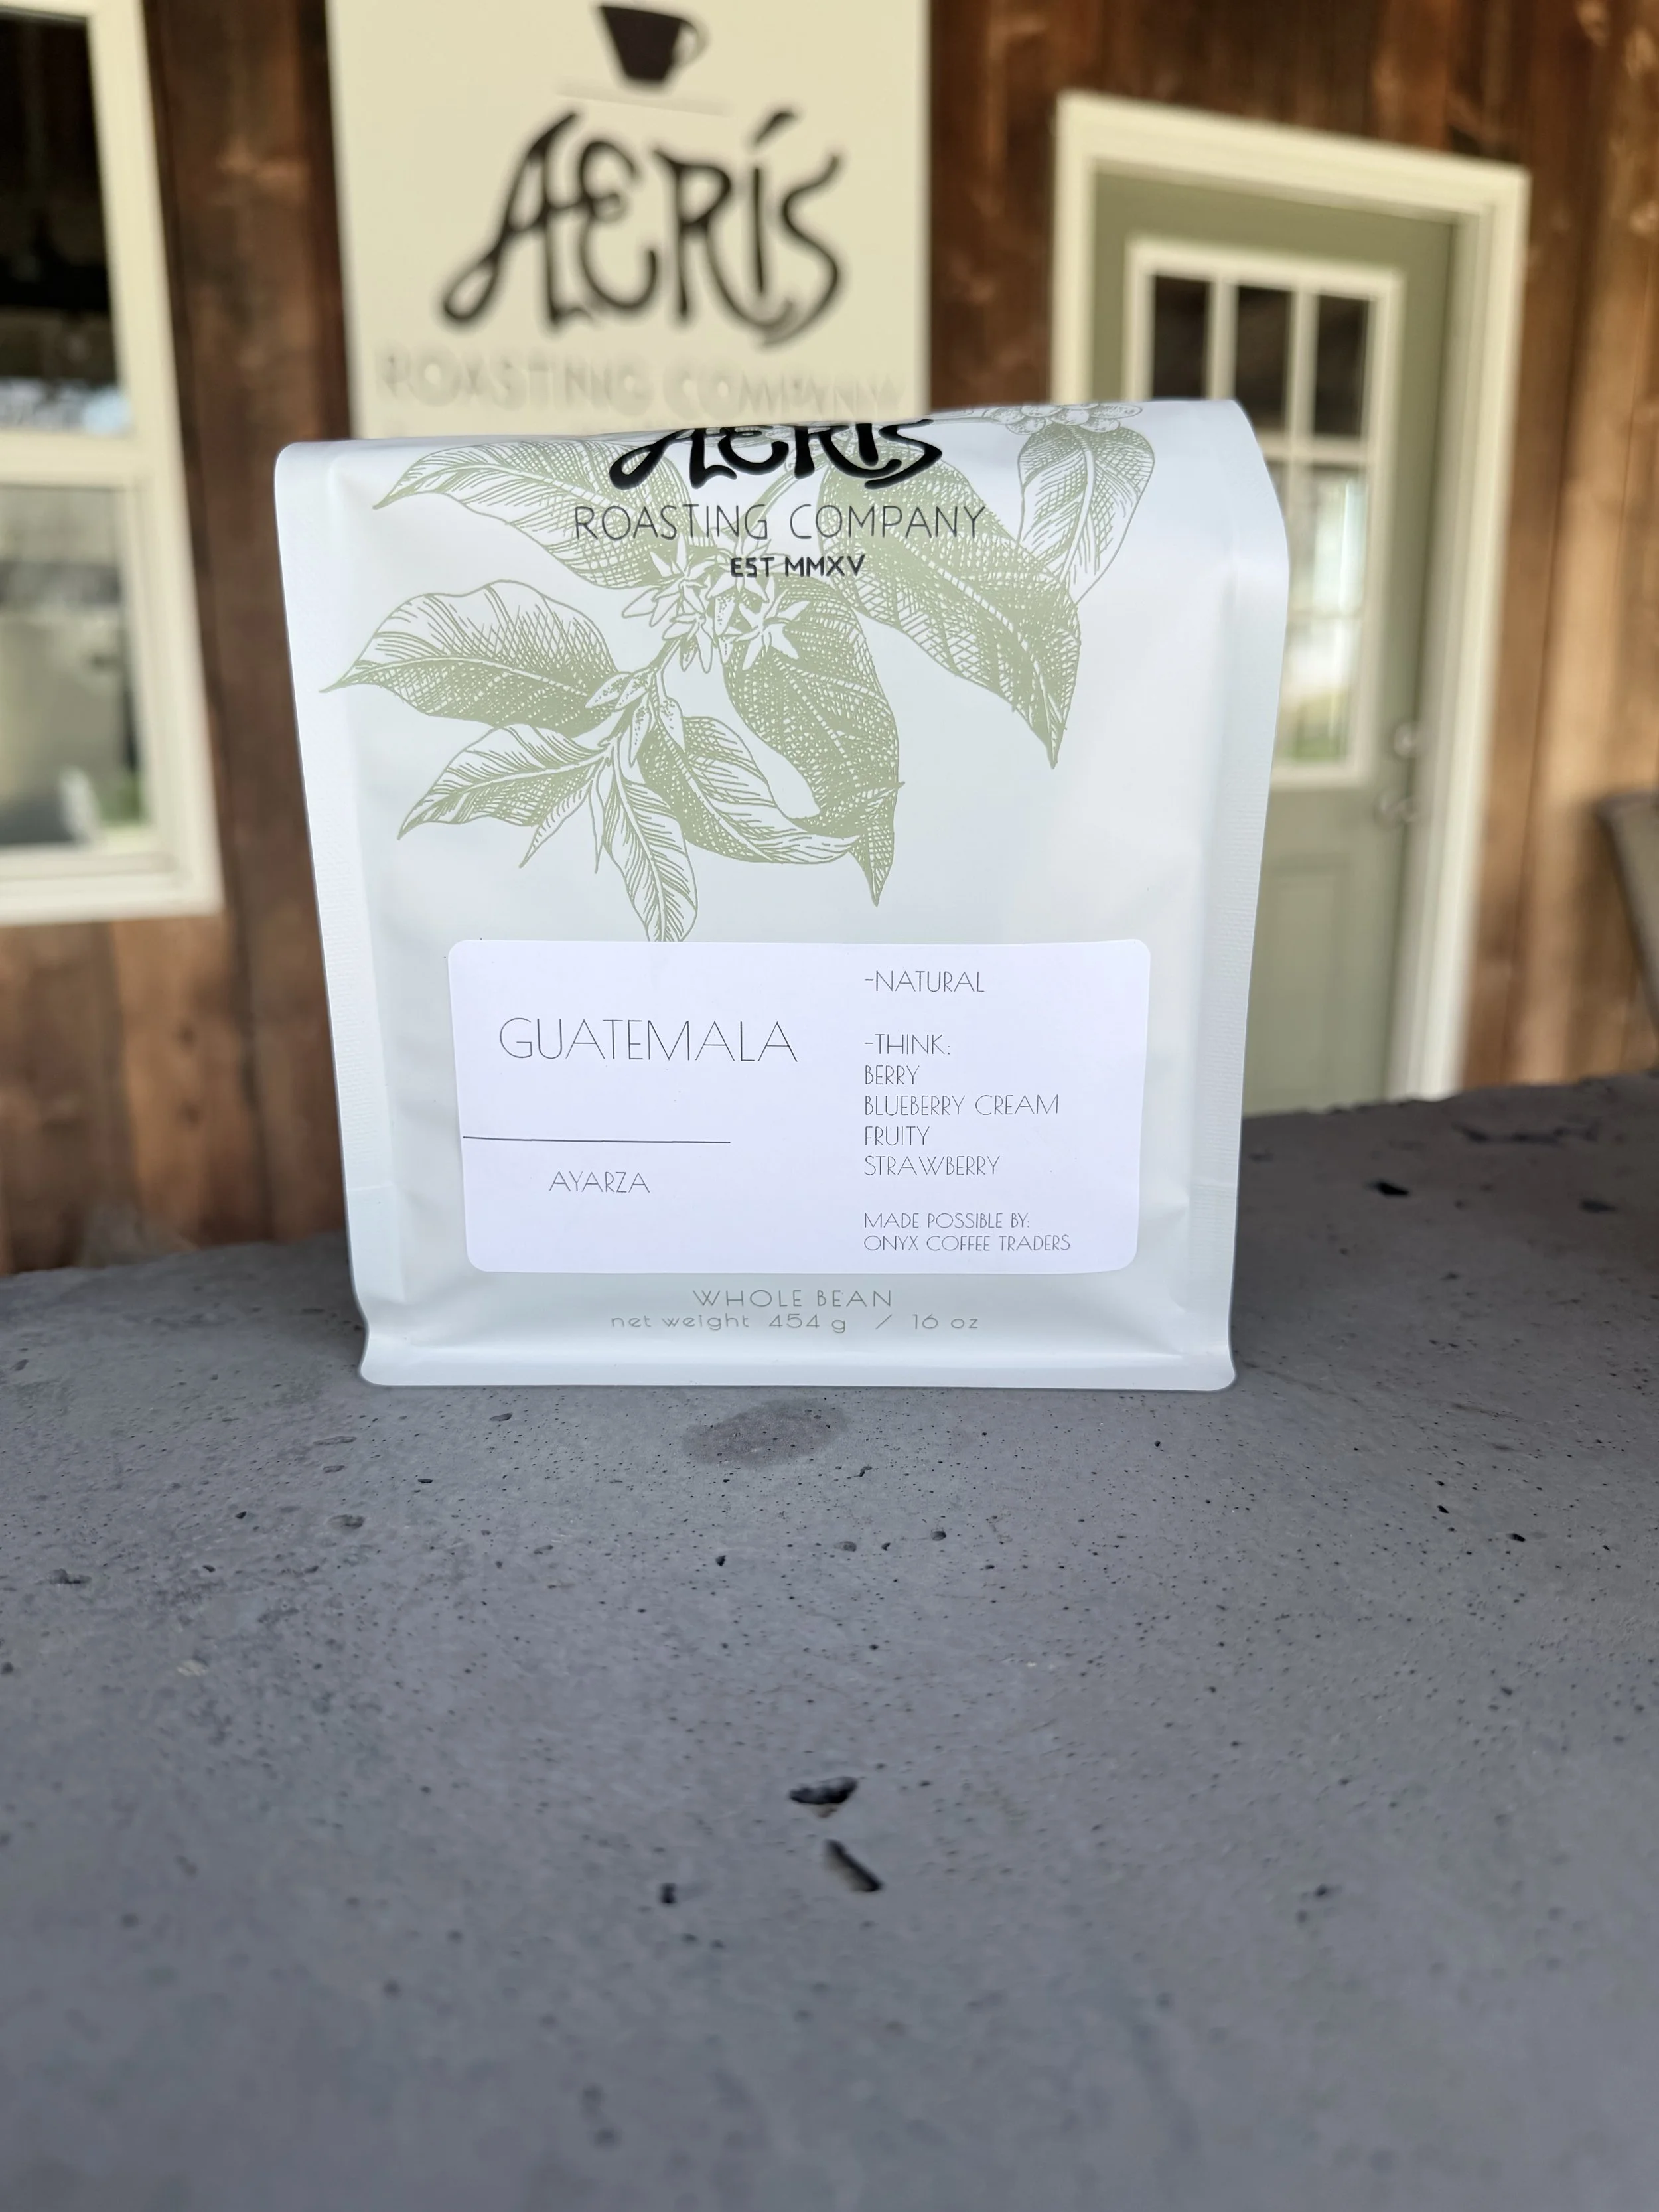 AERÍS
ROASTING COMPANY
AERÍS
ROASTING COMPANY
EST MMXV
GUATEMALA
AYARZA
-NATURAL
-THINK:
BERRY
BLUEBERRY CREAM
FRUITY
STRAWBERRY
MADE POSSIBLE BY:
ONYX COFFEE TRADERS
WHOLE BEAN
net weight 454 g / 16 oz